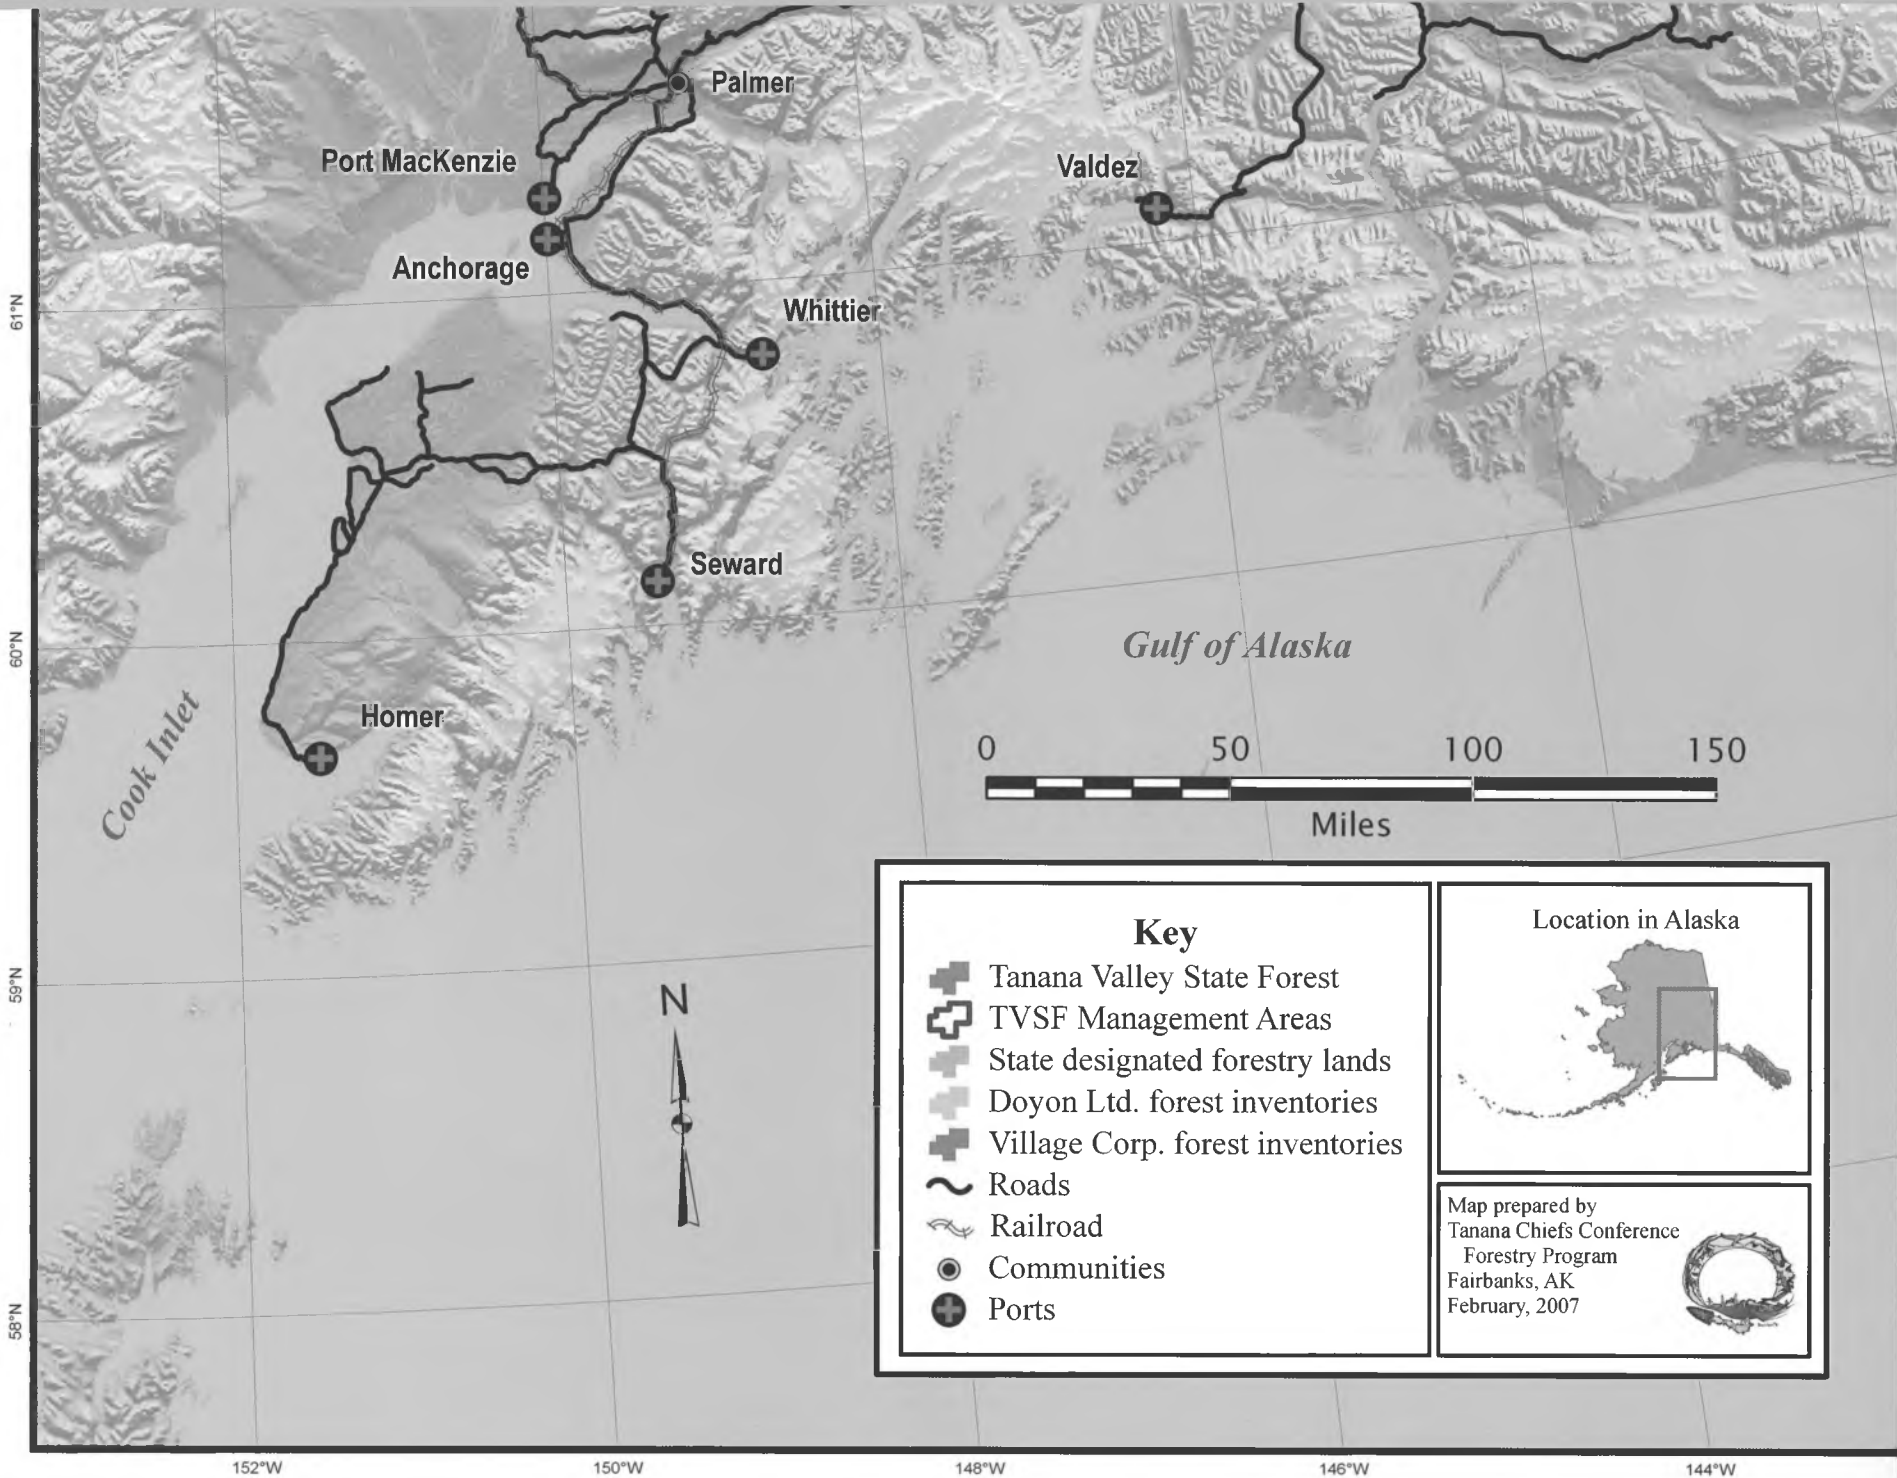 Palmer
Port MacKenzie
Valdez
Anchorage
Whittier
61°N
Seward
60°N
Gulf of Alaska
Homer
Cook Inlet
0 50 100 150
Miles
Key
Tanana Valley State Forest
TVSF Management Areas
State designated forestry lands
Doyon Ltd. forest inventories
Village Corp. forest inventories
Roads
Railroad
Communities
Ports
Location in Alaska
Map prepared by
Tanana Chiefs Conference
Forestry Program
Fairbanks, AK
February, 2007
59°N
N
58°N
152°W 150°W 148°W 146°W 144°W